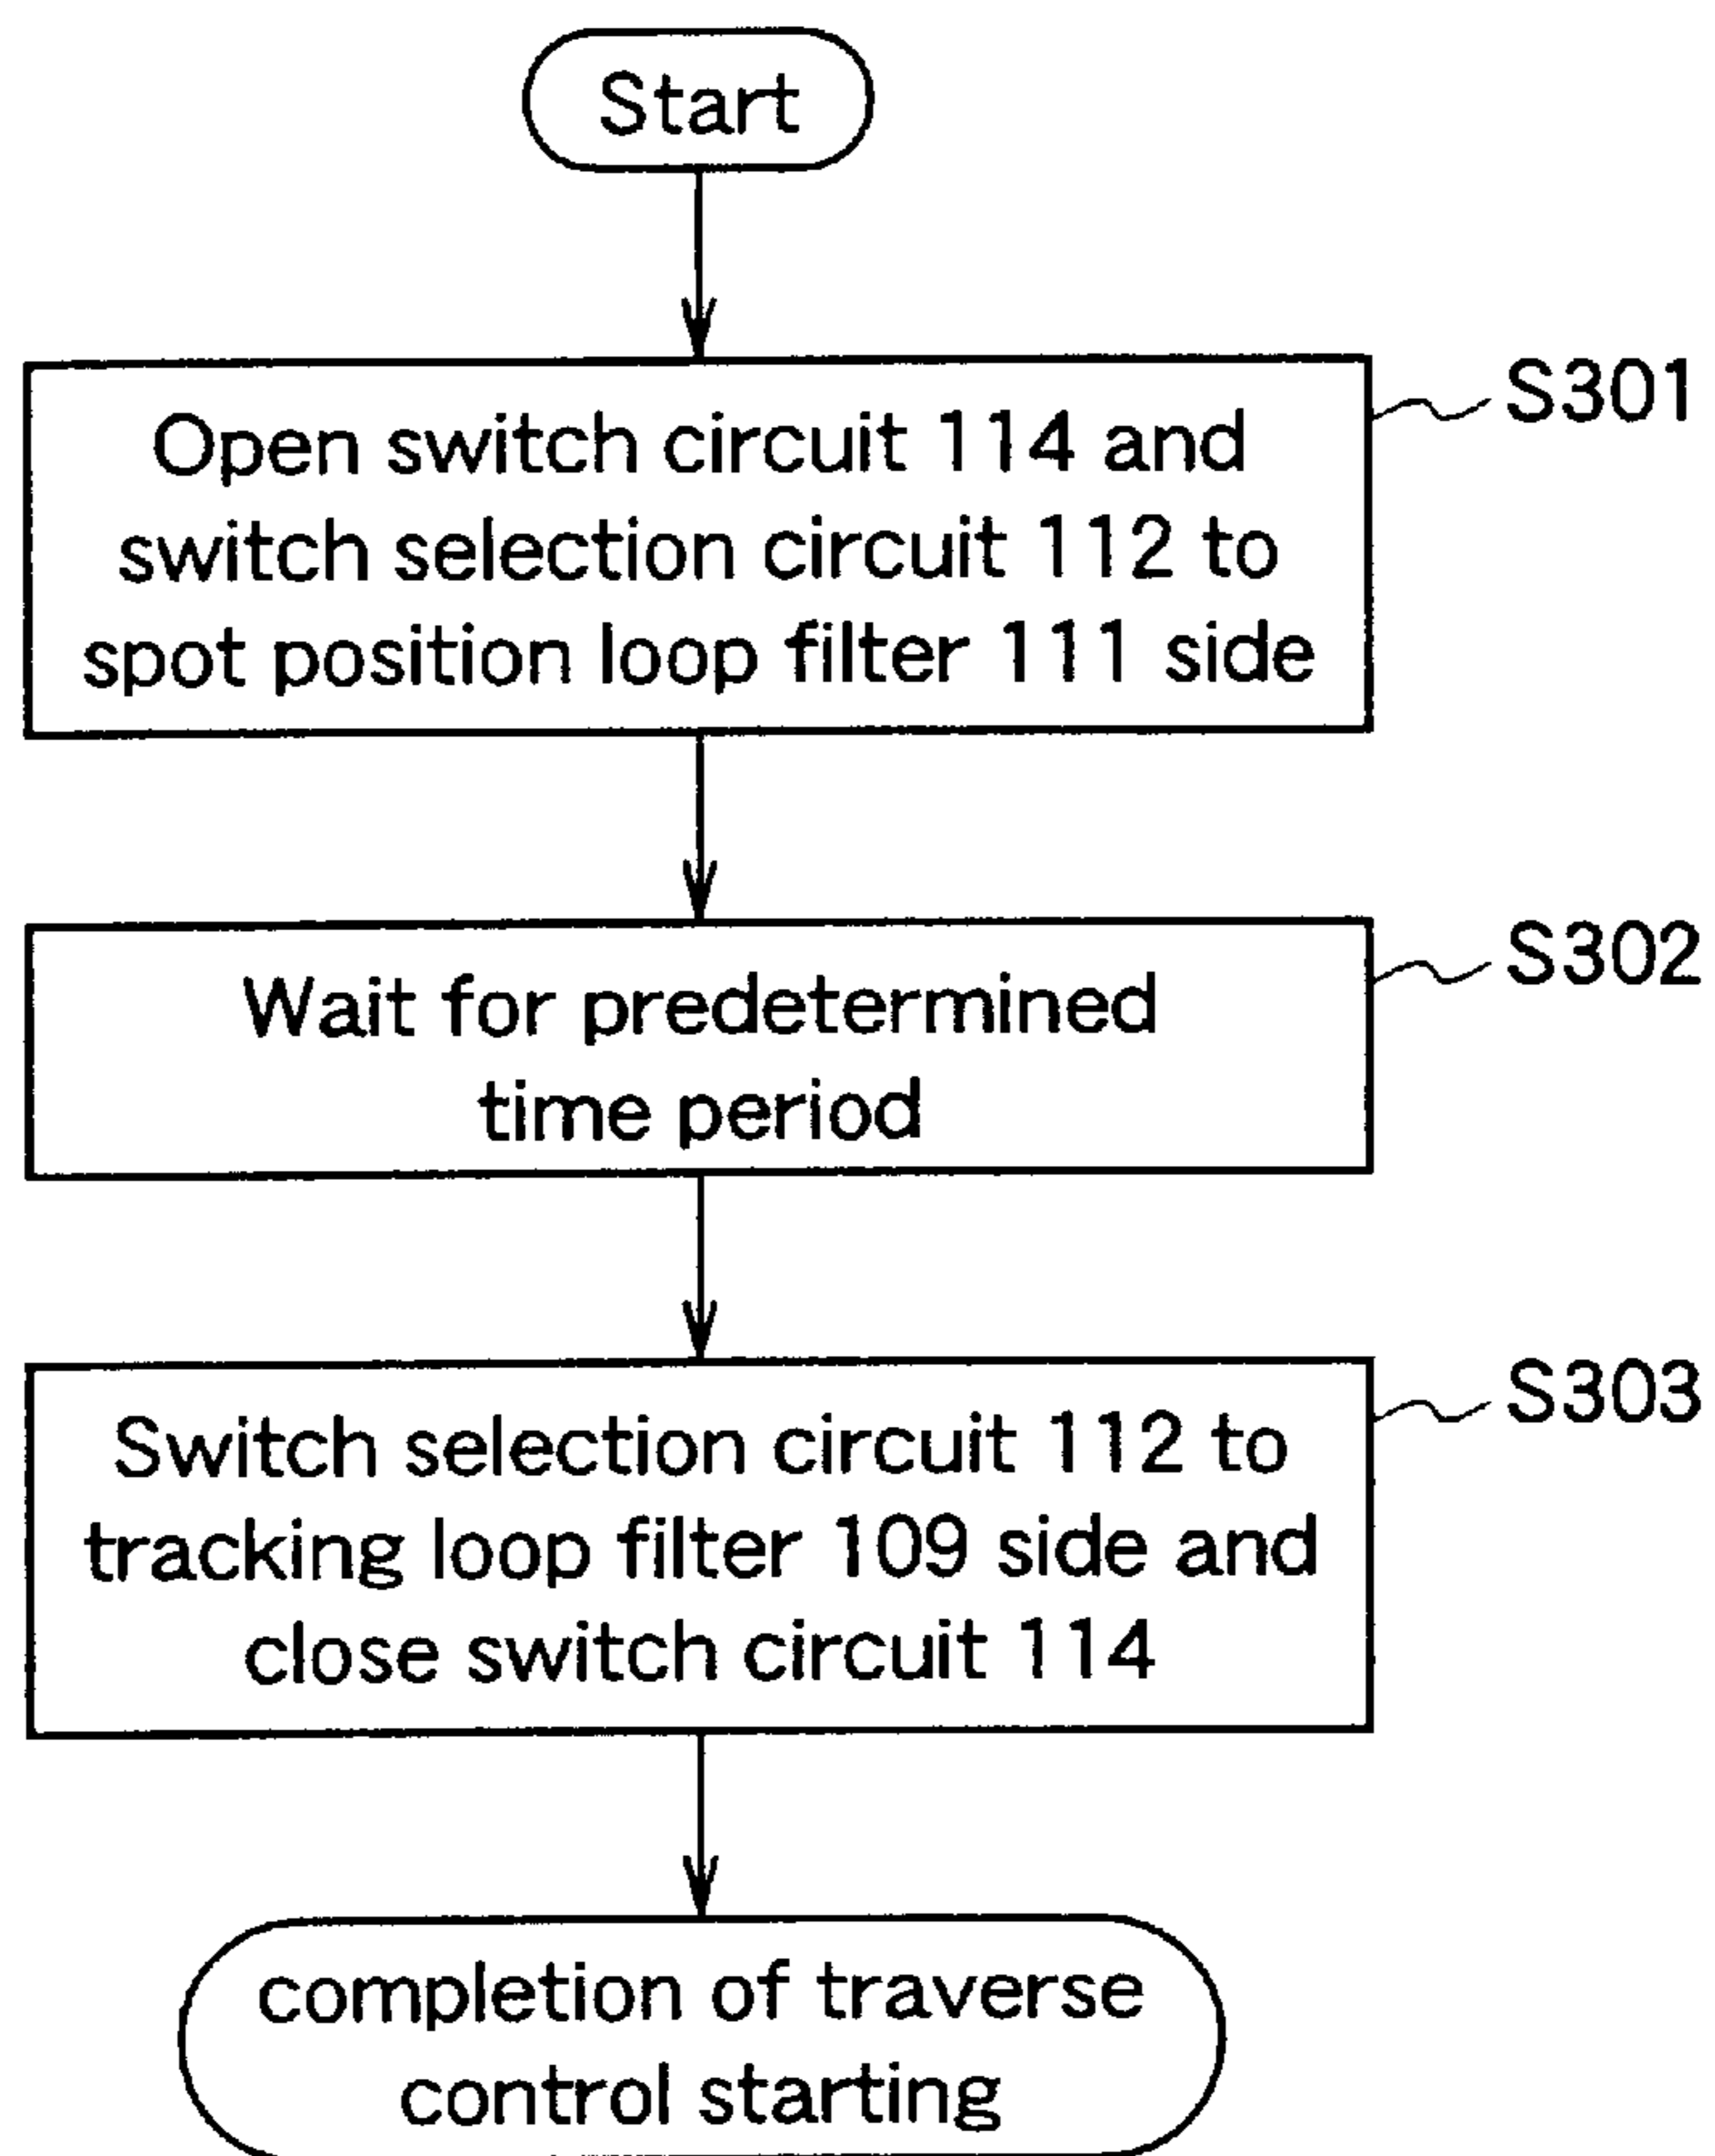 Start
S301
Open switch circuit 114 and
switch selection circuit 112 to
spot position loop filter 111 side
S302
Wait for predetermined
time period
S303
Switch selection circuit 112 to
tracking loop filter 109 side and
close switch circuit 114
completion of traverse
control starting